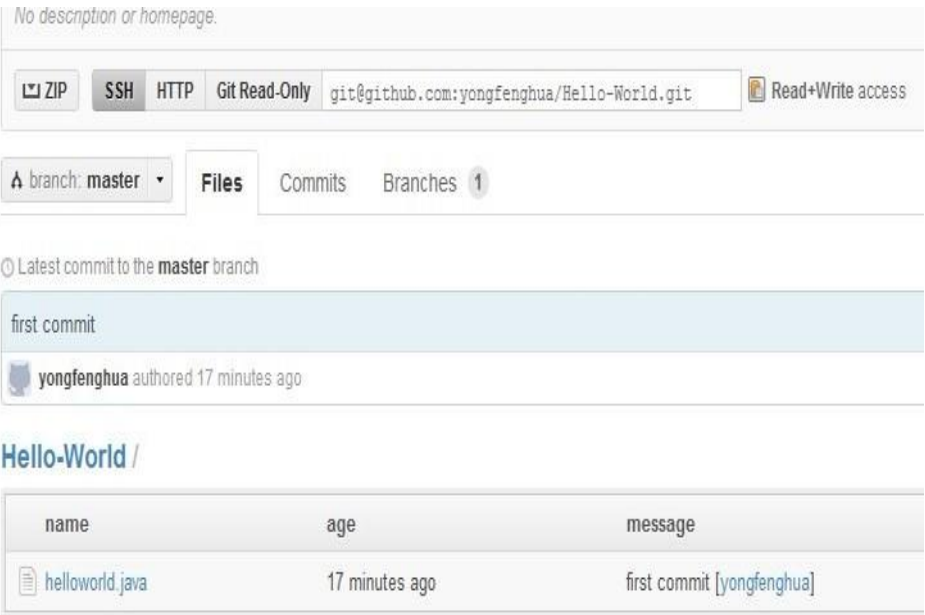 No description or homepage.
ZIP SSH HTTP Git Read-Only git@github.com:yongfenghua/Hello-World.git Read+Write access
branch: master Files Commits Branches 1
Latest commit to the master branch
first commit
yongfenghua authored 17 minutes ago
Hello-World /
name age message
helloworld.java 17 minutes ago first commit [yongfenghua]